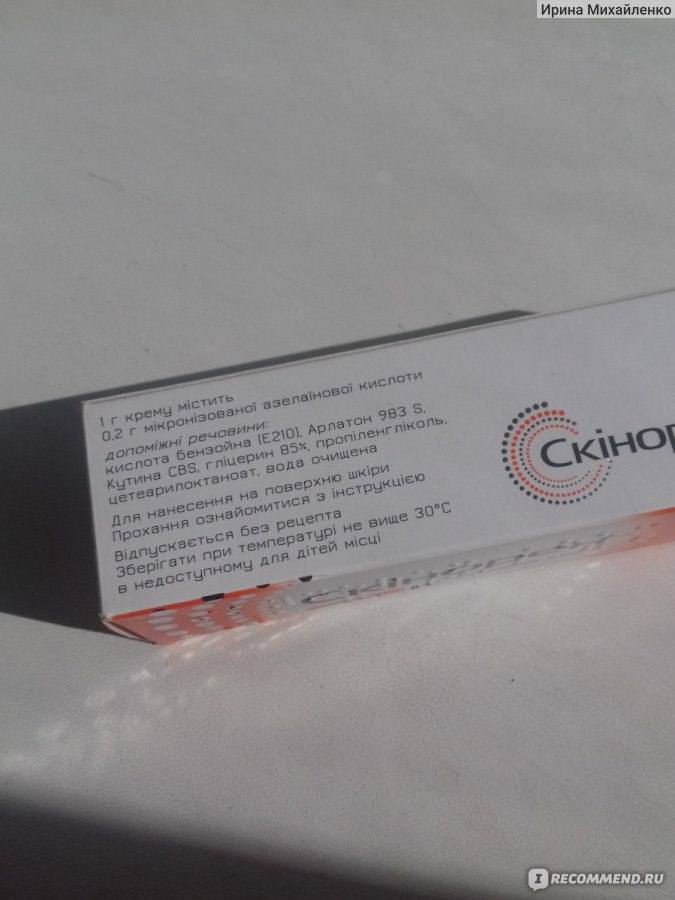 Ирина Михайленко
1 г крему містить
0,2 г мікронізованої азелаїнової кислоти
допоміжні речовини:
кислота бензойна (Е210), Арлатон 983 S,
Кутина CBS, гліцерин 85%, пропіленгліколь,
цетеарилоктаноат, вода очищена
Для нанесення на поверхню шкіри
Прохання ознайомитися з інструкцією
Відпускається без рецепта
Зберігати при температурі не вище 30°С
в недоступному для дітей місці
Скінор
I RECOMMEND.RU